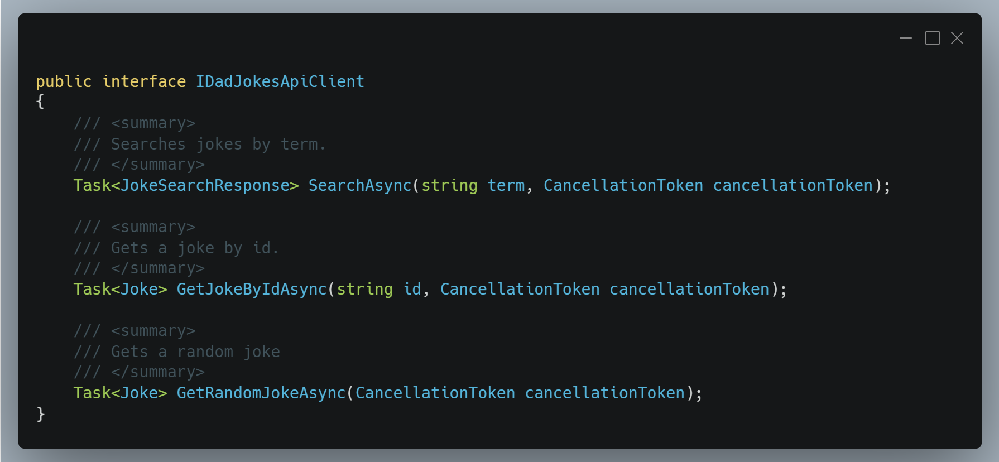 public interface IDadJokesApiClient
{
    /// <summary>
    /// Searches jokes by term.
    /// </summary>
    Task<JokeSearchResponse> SearchAsync(string term, CancellationToken cancellationToken);

    /// <summary>
    /// Gets a joke by id.
    /// </summary>
    Task<Joke> GetJokeByIdAsync(string id, CancellationToken cancellationToken);

    /// <summary>
    /// Gets a random joke
    /// </summary>
    Task<Joke> GetRandomJokeAsync(CancellationToken cancellationToken);
}